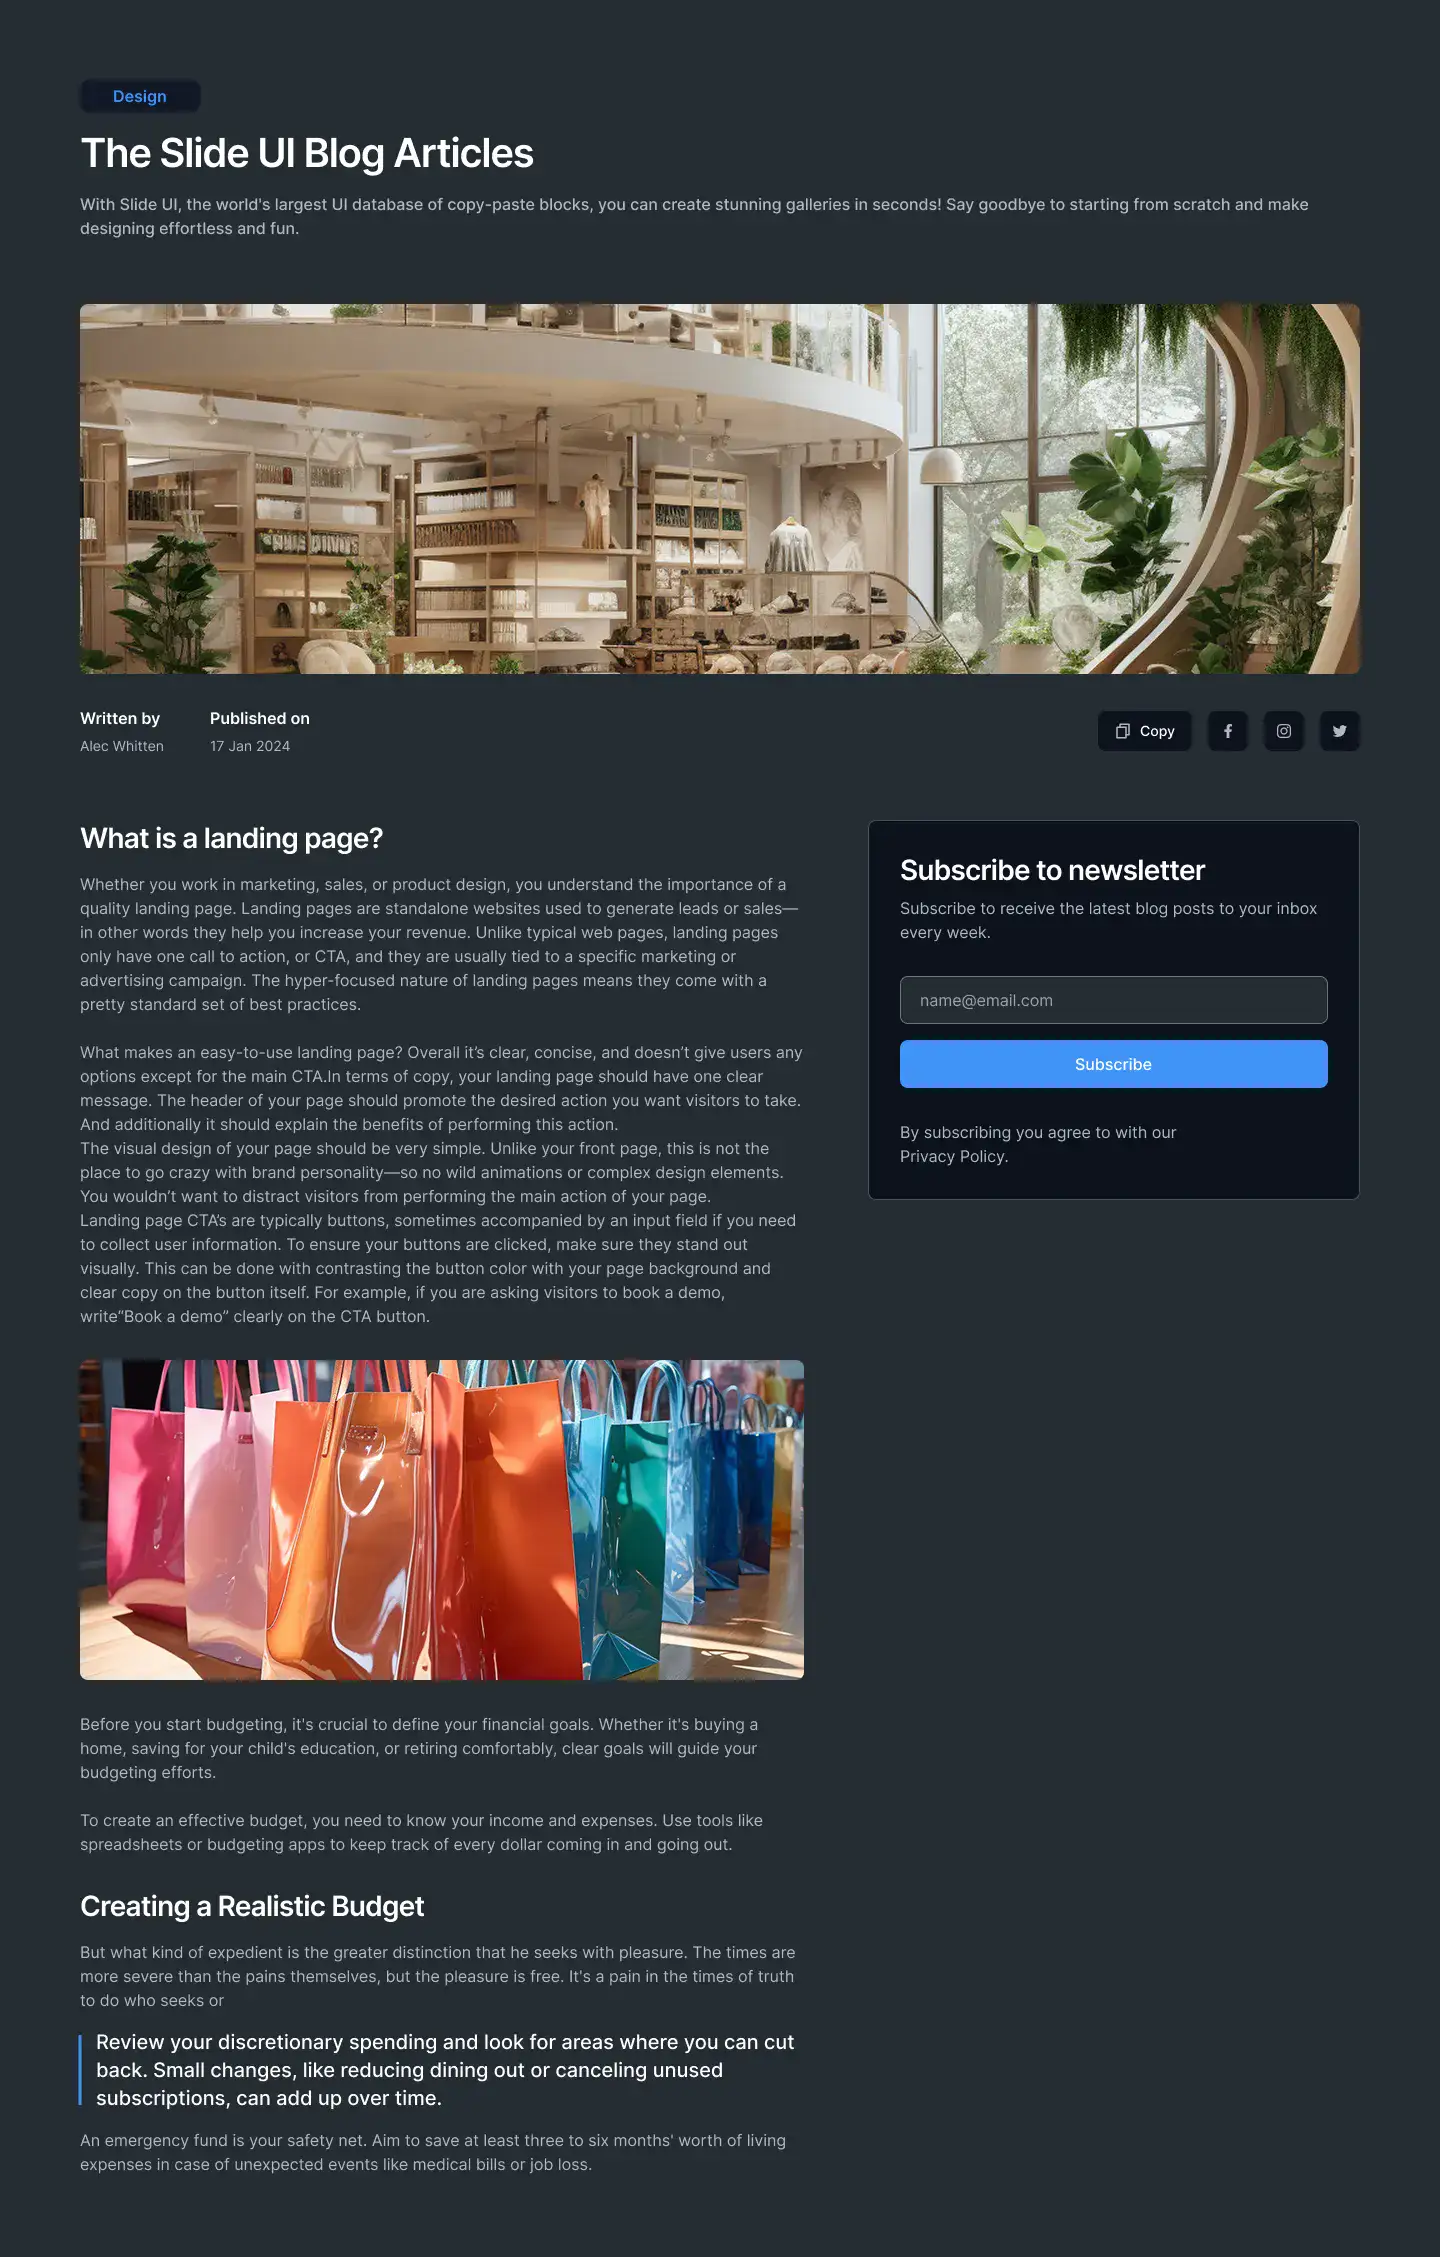 Design
The Slide UI Blog Articles
With Slide UI, the world's largest UI database of copy-paste blocks, you can create stunning galleries in seconds! Say goodbye to starting from scratch and make
designing effortless and fun.
Written by
Alec Whitten
Published on
17 Jan 2024
Copy
What is a landing page?
Whether you work in marketing, sales, or product design, you understand the importance of a
quality landing page. Landing pages are standalone websites used to generate leads or sales—
in other words they help you increase your revenue. Unlike typical web pages, landing pages
only have one call to action, or CTA, and they are usually tied to a specific marketing or
advertising campaign. The hyper-focused nature of landing pages means they come with a
pretty standard set of best practices.
What makes an easy-to-use landing page? Overall it’s clear, concise, and doesn’t give users any
options except for the main CTA.In terms of copy, your landing page should have one clear
message. The header of your page should promote the desired action you want visitors to take.
And additionally it should explain the benefits of performing this action.
The visual design of your page should be very simple. Unlike your front page, this is not the
place to go crazy with brand personality—so no wild animations or complex design elements.
You wouldn’t want to distract visitors from performing the main action of your page.
Landing page CTA’s are typically buttons, sometimes accompanied by an input field if you need
to collect user information. To ensure your buttons are clicked, make sure they stand out
visually. This can be done with contrasting the button color with your page background and
clear copy on the button itself. For example, if you are asking visitors to book a demo,
write“Book a demo” clearly on the CTA button.
Before you start budgeting, it's crucial to define your financial goals. Whether it's buying a
home, saving for your child's education, or retiring comfortably, clear goals will guide your
budgeting efforts.
To create an effective budget, you need to know your income and expenses. Use tools like
spreadsheets or budgeting apps to keep track of every dollar coming in and going out.
Creating a Realistic Budget
But what kind of expedient is the greater distinction that he seeks with pleasure. The times are
more severe than the pains themselves, but the pleasure is free. It's a pain in the times of truth
to do who seeks or
Review your discretionary spending and look for areas where you can cut
back. Small changes, like reducing dining out or canceling unused
subscriptions, can add up over time.
An emergency fund is your safety net. Aim to save at least three to six months' worth of living
expenses in case of unexpected events like medical bills or job loss.
Subscribe to newsletter
Subscribe to receive the latest blog posts to your inbox
every week.
name@email.com
Subscribe
By subscribing you agree to with our
Privacy Policy.